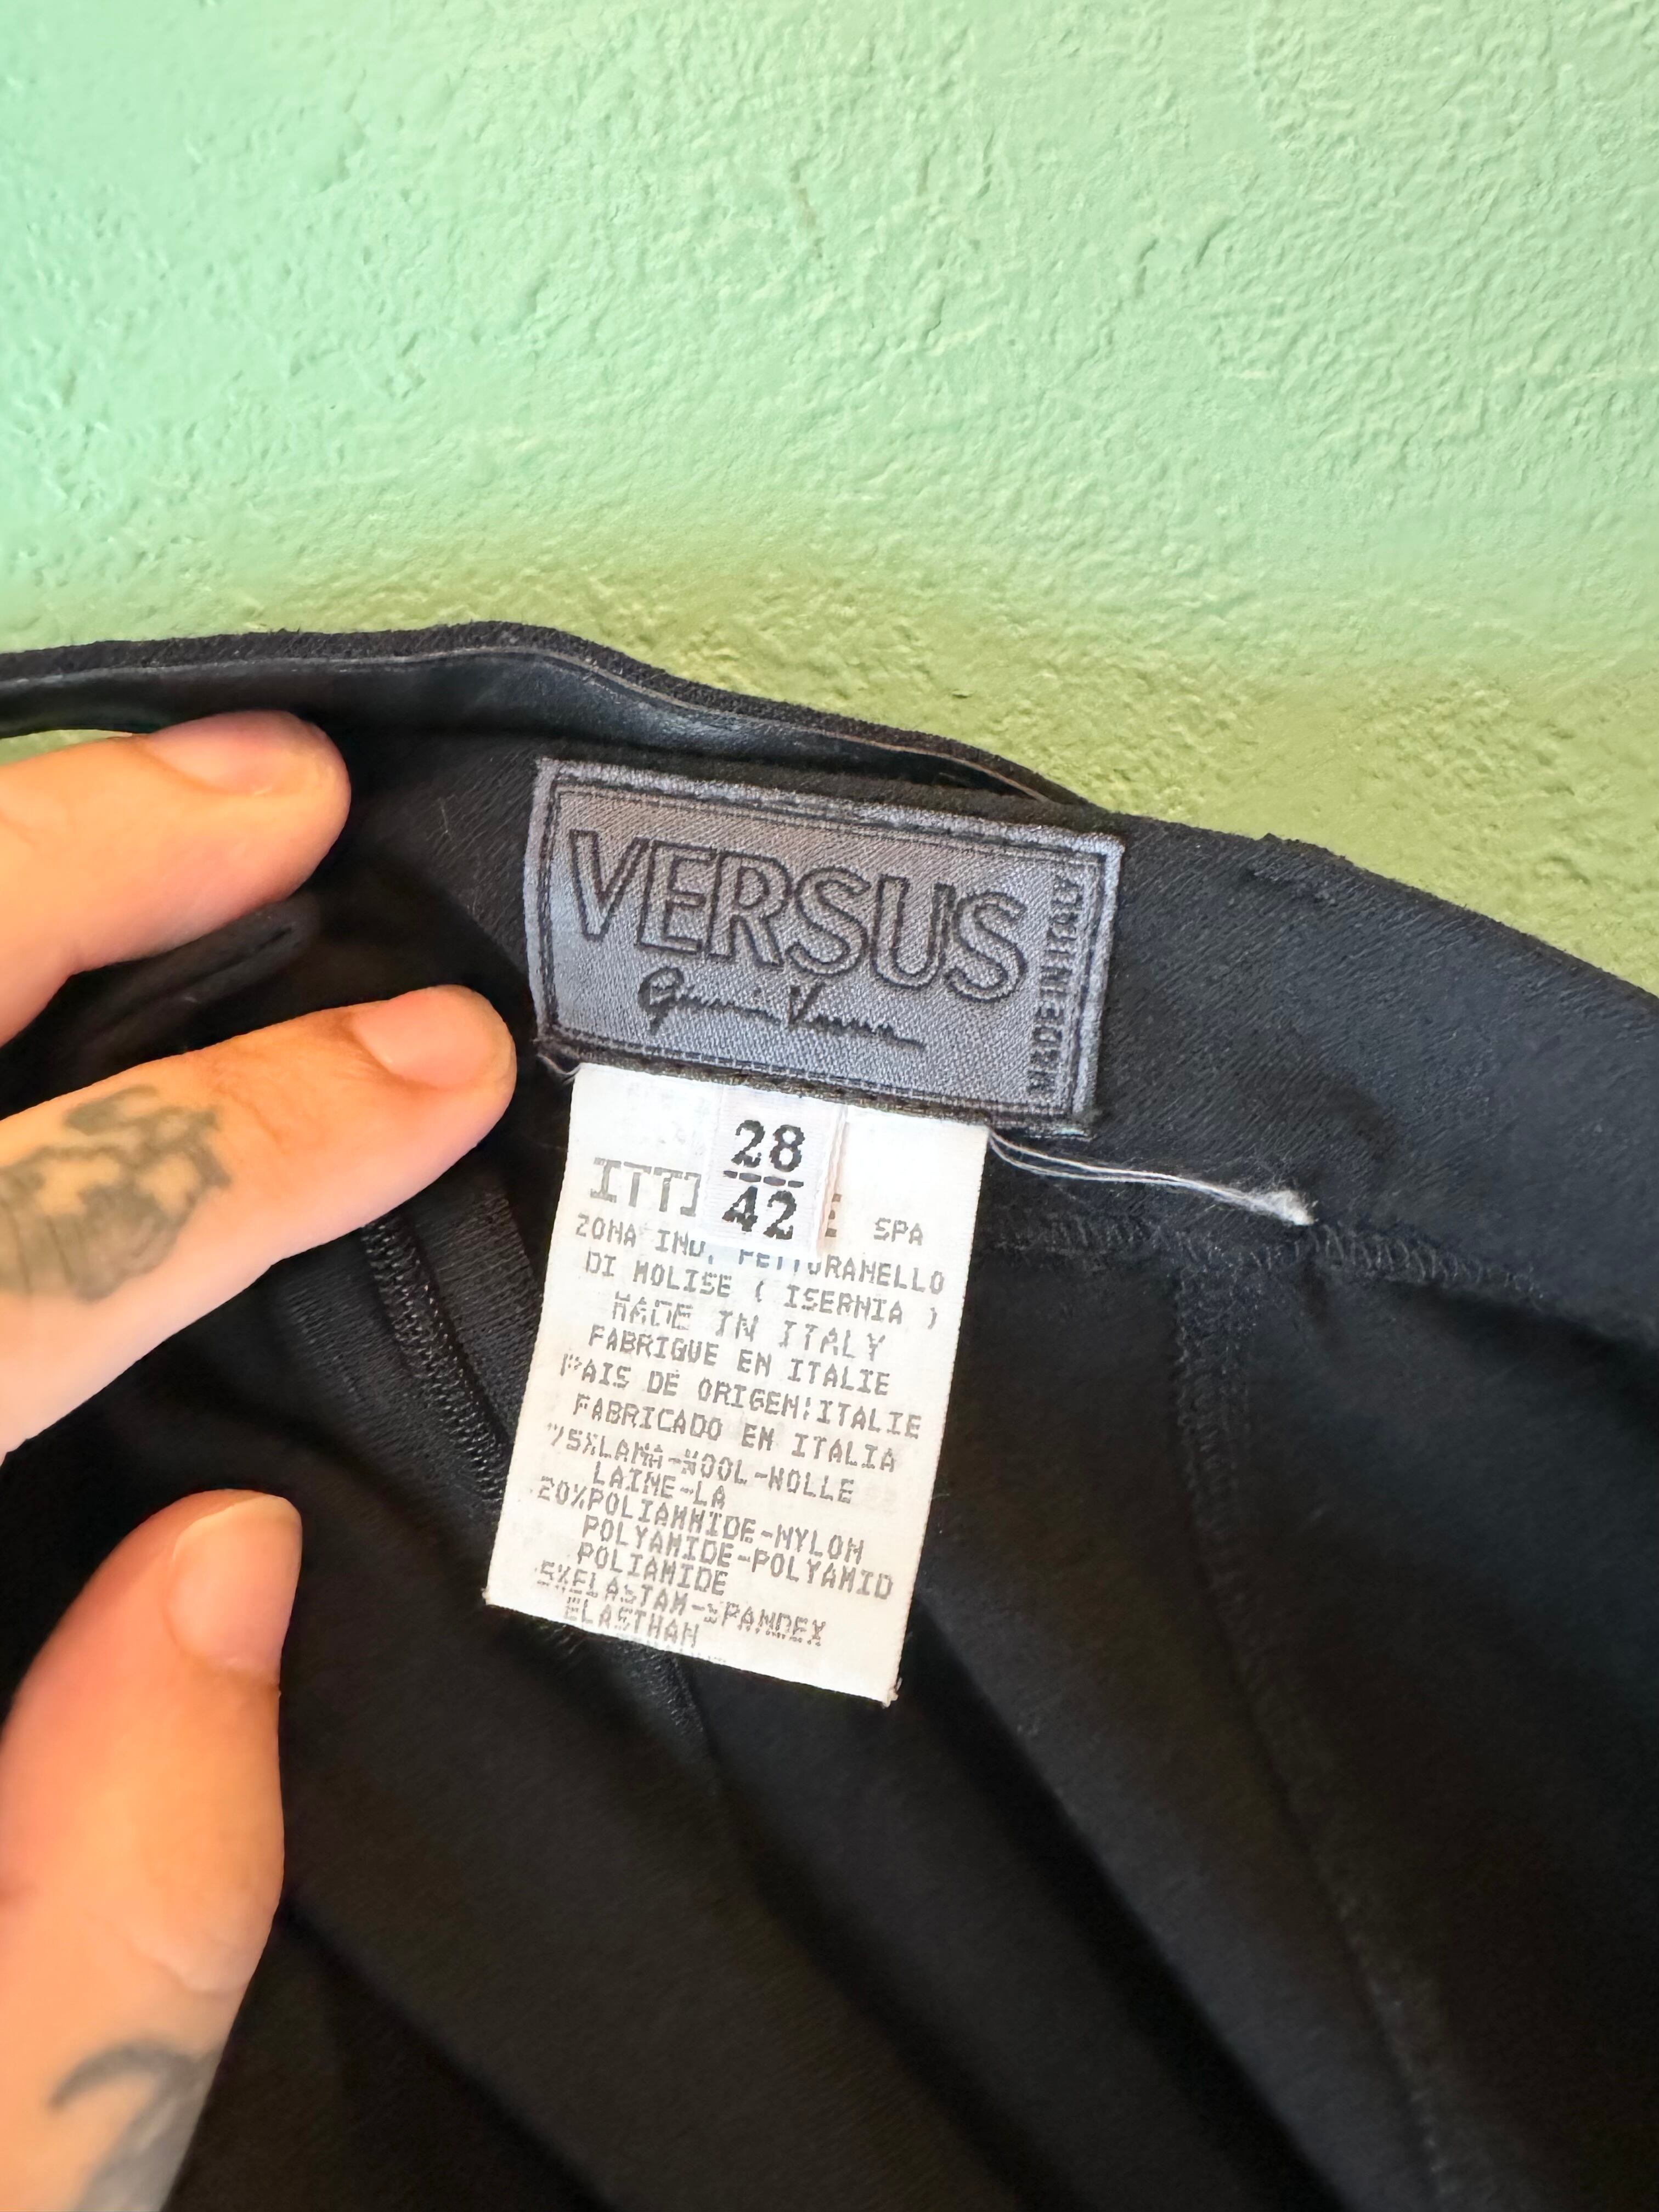 VERSUS
Gianni Versace
MADE IN ITALY
28
42
SPA
ZONA IND. PETTORANELLO
DI MOLISE ( ISERNIA )
MADE IN ITALY
FABRIQUE EN ITALIE
PAIS DE ORIGEN:ITALIE
FABRICADO EN ITALIA
75%LANA-WOOL-WOLLE
LAINE-LA
20%POLIAMMIDE-NYLON
POLYAMIDE-POLYAMID
POLIAMIDE
5%ELASTAM-SPANDEX
ELASTHAN